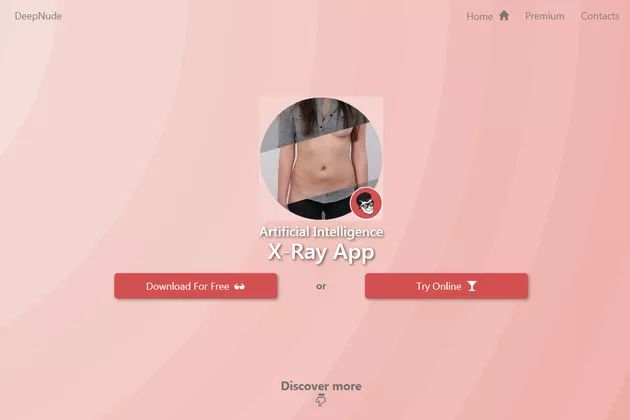 DeepNude
Home Premium Contacts
Artificial Intelligence
X-Ray App
Download For Free or Try Online
Discover more